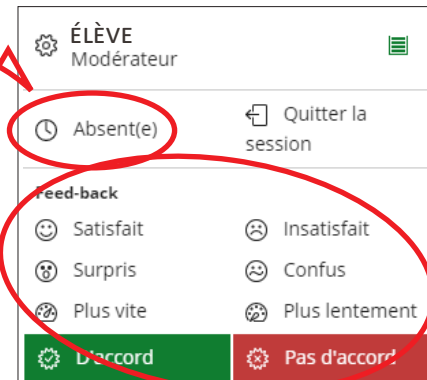 ÉLÈVE
Modérateur
Absent(e)
Quitter la
session
Feed-back
Satisfait
Insatisfait
Surpris
Confus
Plus vite
Plus lentement
D'accord
Pas d'accord